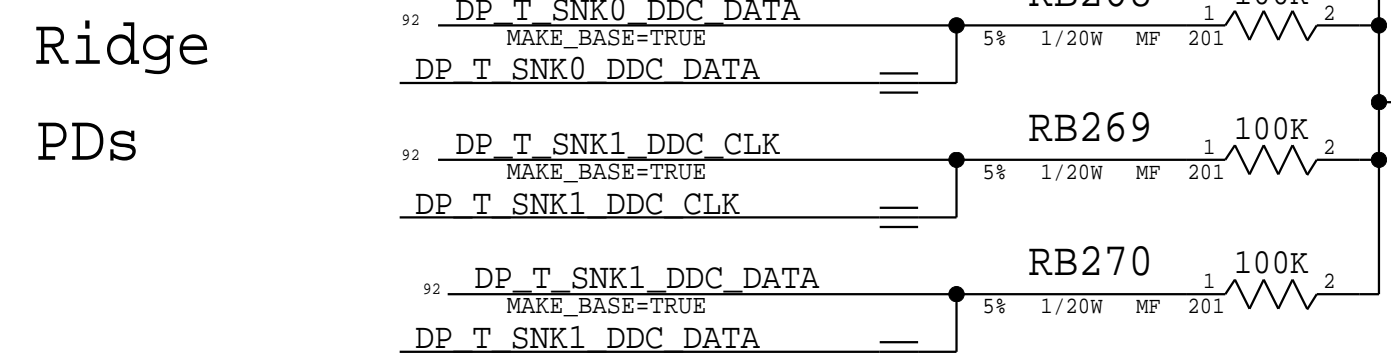 Ridge
PDs
92 DP_T_SNK0_DDC_DATA
MAKE_BASE=TRUE
5% 1/20W MF 201
1 100K 2
DP_T_SNK0_DDC_DATA
RB269
92 DP_T_SNK1_DDC_CLK
MAKE_BASE=TRUE
5% 1/20W MF 201
1 100K 2
DP_T_SNK1_DDC_CLK
RB270
92 DP_T_SNK1_DDC_DATA
MAKE_BASE=TRUE
5% 1/20W MF 201
1 100K 2
DP_T_SNK1_DDC_DATA